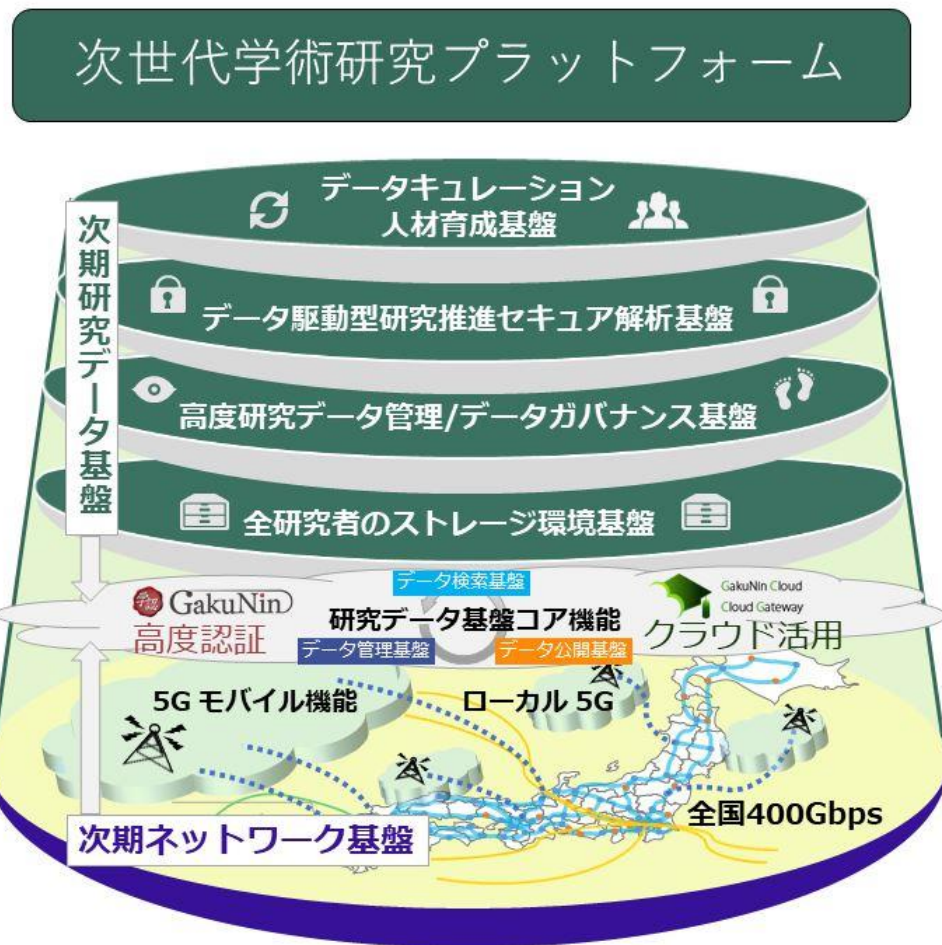 次世代学術研究プラットフォーム
データキュレーション
人材育成基盤
次期研究データ基盤
データ駆動型研究推進セキュア解析基盤
高度研究データ管理/データガバナンス基盤
全研究者のストレージ環境基盤
データ検索基盤
GakuNin
高度認証
研究データ基盤コア機能
データ管理基盤
データ公開基盤
GakuNin Cloud
Cloud Gateway
クラウド活用
5G モバイル機能
ローカル 5G
全国400Gbps
次期ネットワーク基盤